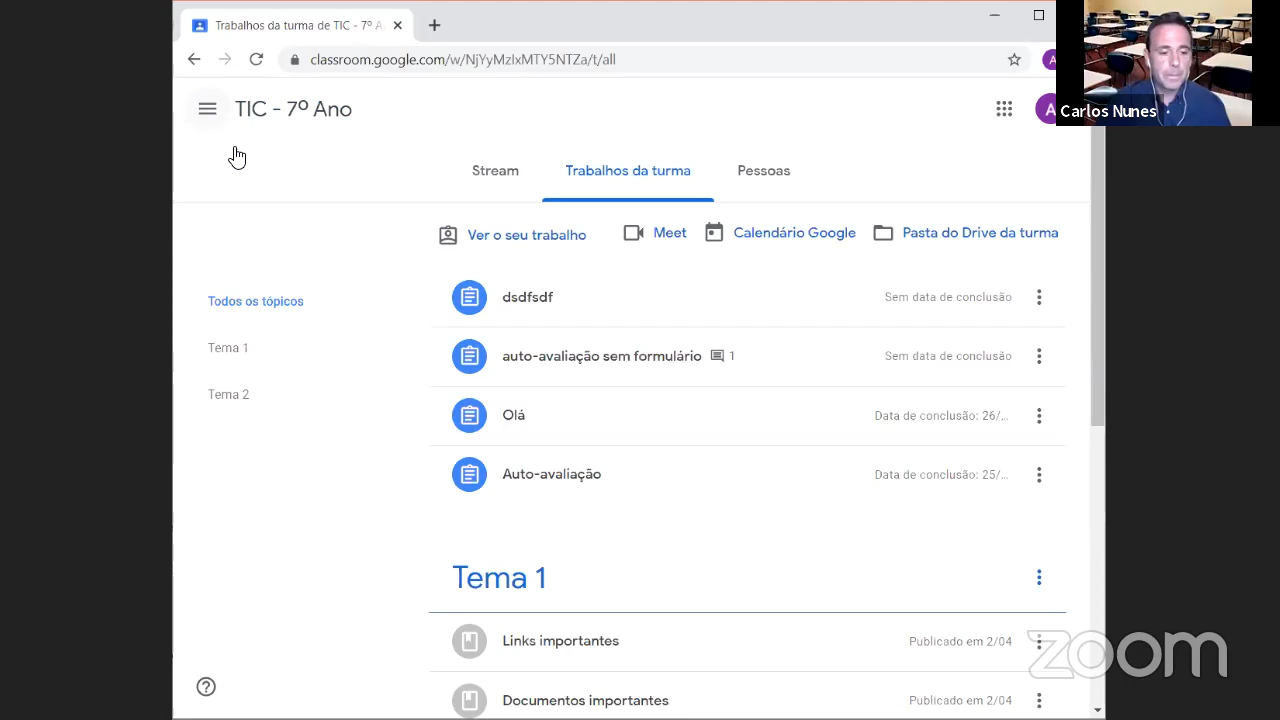 Trabalhos da turma de TIC - 7º A
classroom.google.com/w/NjYyMzIxMTY5NTZa/t/all
TIC - 7º Ano
A
A
Carlos Nunes
Stream
Trabalhos da turma
Pessoas
Ver o seu trabalho
Meet
Calendário Google
Pasta do Drive da turma
Todos os tópicos
Tema 1
Tema 2
dsdfsdf
Sem data de conclusão
auto-avaliação sem formulário 1
Sem data de conclusão
Olá
Data de conclusão: 26/...
Auto-avaliação
Data de conclusão: 25/...
Tema 1
Links importantes
Publicado em 2/04
Documentos importantes
Publicado em 2/04
zoom